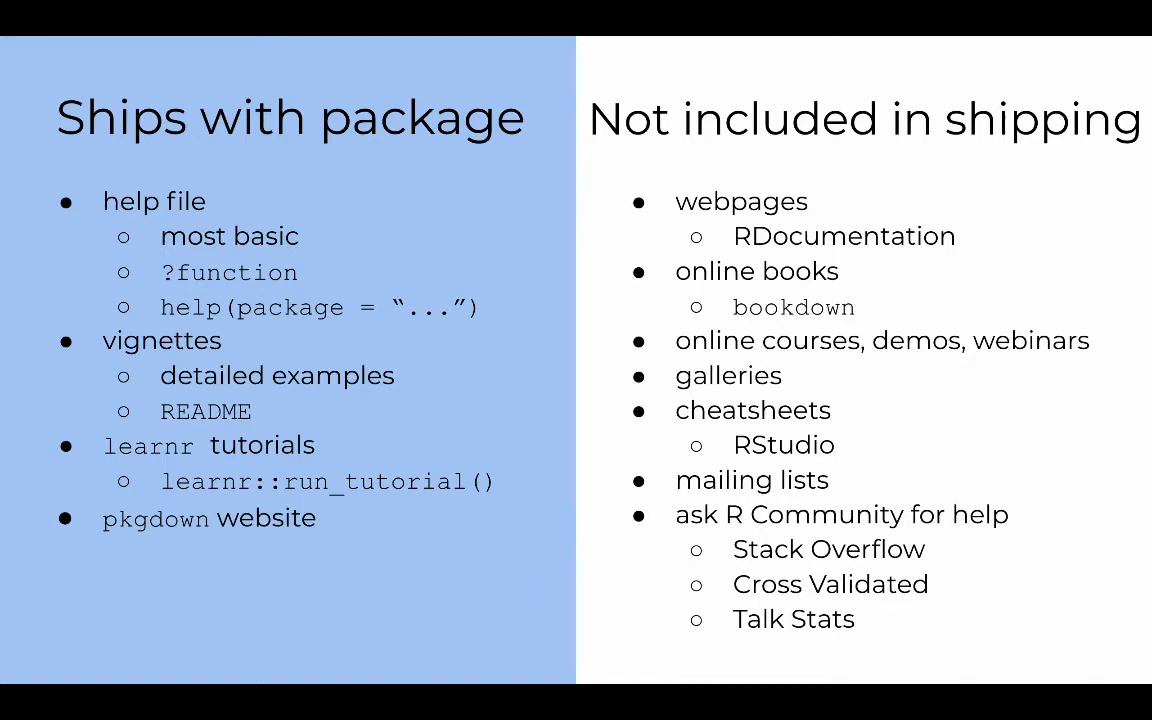 Ships with package
● help file
○ most basic
○ ?function
○ help(package = “...”)
● vignettes
○ detailed examples
○ README
● learnr tutorials
○ learnr::run_tutorial()
● pkgdown website
Not included in shipping
● webpages
○ RDocumentation
● online books
○ bookdown
● online courses, demos, webinars
● galleries
● cheatsheets
○ RStudio
● mailing lists
● ask R Community for help
○ Stack Overflow
○ Cross Validated
○ Talk Stats